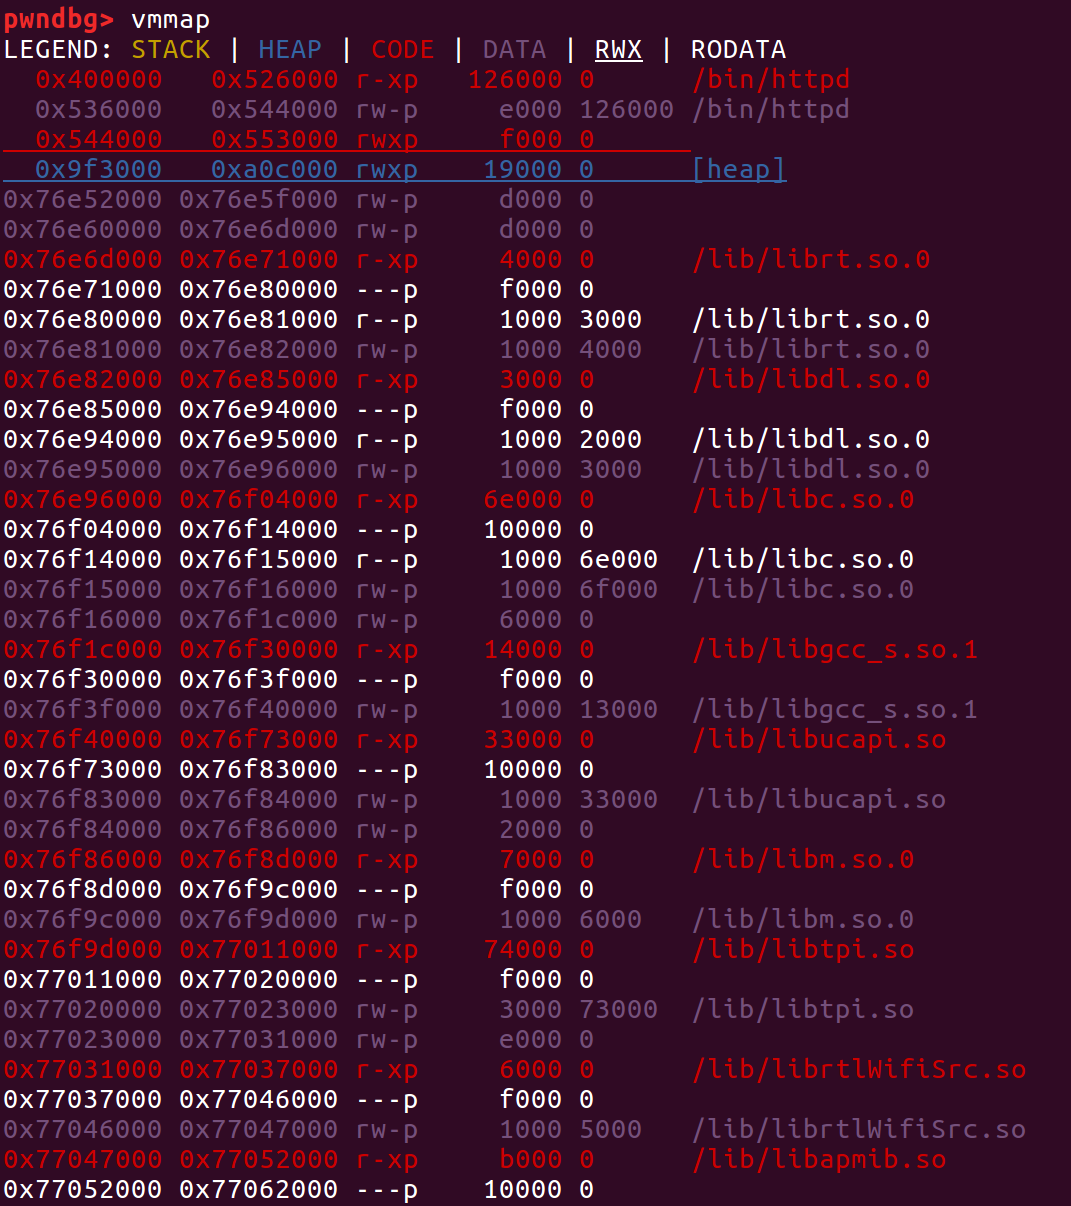 pwndbg> vmmap
LEGEND: STACK | HEAP | CODE | DATA | RWX | RODATA
  0x400000   0x526000 r-xp   126000 0      /bin/httpd
  0x536000   0x544000 rw-p     e000 126000 /bin/httpd
  0x544000   0x553000 rwxp     f000 0
  0x9f3000   0xa0c000 rwxp    19000 0      [heap]
0x76e52000 0x76e5f000 rw-p     d000 0
0x76e60000 0x76e6d000 rw-p     d000 0
0x76e6d000 0x76e71000 r-xp     4000 0      /lib/librt.so.0
0x76e71000 0x76e80000 ---p     f000 0
0x76e80000 0x76e81000 r--p     1000 3000   /lib/librt.so.0
0x76e81000 0x76e82000 rw-p     1000 4000   /lib/librt.so.0
0x76e82000 0x76e85000 r-xp     3000 0      /lib/libdl.so.0
0x76e85000 0x76e94000 ---p     f000 0
0x76e94000 0x76e95000 r--p     1000 2000   /lib/libdl.so.0
0x76e95000 0x76e96000 rw-p     1000 3000   /lib/libdl.so.0
0x76e96000 0x76f04000 r-xp    6e000 0      /lib/libc.so.0
0x76f04000 0x76f14000 ---p    10000 0
0x76f14000 0x76f15000 r--p     1000 6e000  /lib/libc.so.0
0x76f15000 0x76f16000 rw-p     1000 6f000  /lib/libc.so.0
0x76f16000 0x76f1c000 rw-p     6000 0
0x76f1c000 0x76f30000 r-xp    14000 0      /lib/libgcc_s.so.1
0x76f30000 0x76f3f000 ---p     f000 0
0x76f3f000 0x76f40000 rw-p     1000 13000  /lib/libgcc_s.so.1
0x76f40000 0x76f73000 r-xp    33000 0      /lib/libucapi.so
0x76f73000 0x76f83000 ---p    10000 0
0x76f83000 0x76f84000 rw-p     1000 33000  /lib/libucapi.so
0x76f84000 0x76f86000 rw-p     2000 0
0x76f86000 0x76f8d000 r-xp     7000 0      /lib/libm.so.0
0x76f8d000 0x76f9c000 ---p     f000 0
0x76f9c000 0x76f9d000 rw-p     1000 6000   /lib/libm.so.0
0x76f9d000 0x77011000 r-xp    74000 0      /lib/libtpi.so
0x77011000 0x77020000 ---p     f000 0
0x77020000 0x77023000 rw-p     3000 73000  /lib/libtpi.so
0x77023000 0x77031000 rw-p     e000 0
0x77031000 0x77037000 r-xp     6000 0      /lib/librtlWifiSrc.so
0x77037000 0x77046000 ---p     f000 0
0x77046000 0x77047000 rw-p     1000 5000   /lib/librtlWifiSrc.so
0x77047000 0x77052000 r-xp     b000 0      /lib/libapmib.so
0x77052000 0x77062000 ---p    10000 0